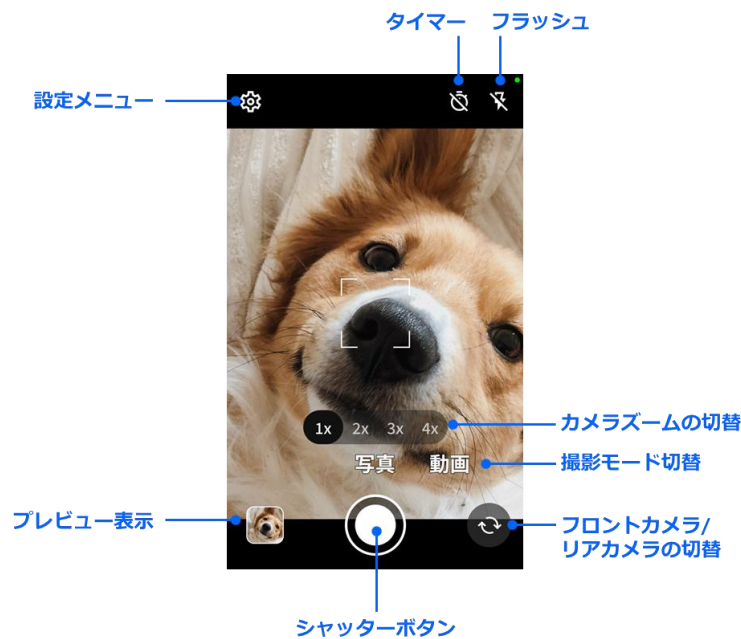 タイマー フラッシュ
設定メニュー
1x 2x 3x 4x
カメラズームの切替
写真 動画
撮影モード切替
プレビュー表示
フロントカメラ/
リアカメラの切替
シャッターボタン